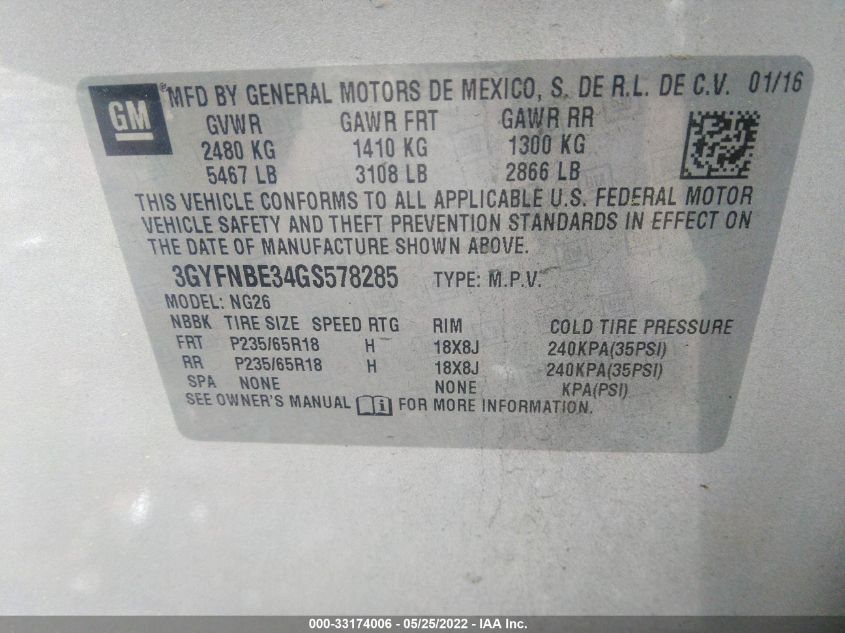 GM
® MFD BY GENERAL MOTORS DE MEXICO, S. DE R.L. DE C.V. 01/16
GVWR GAWR FRT GAWR RR
2480 KG 1410 KG 1300 KG
5467 LB 3108 LB 2866 LB
THIS VEHICLE CONFORMS TO ALL APPLICABLE U.S. FEDERAL MOTOR
VEHICLE SAFETY AND THEFT PREVENTION STANDARDS IN EFFECT ON
THE DATE OF MANUFACTURE SHOWN ABOVE.
3GYFNBE34GS578285 TYPE: M.P.V.
MODEL: NG26
NBBK TIRE SIZE SPEED RTG RIM COLD TIRE PRESSURE
FRT P235/65R18 H 18X8J 240KPA(35PSI)
RR P235/65R18 H 18X8J 240KPA(35PSI)
SPA NONE NONE KPA(PSI)
SEE OWNER'S MANUAL FOR MORE INFORMATION.
000-33174006 - 05/25/2022 - IAA Inc.